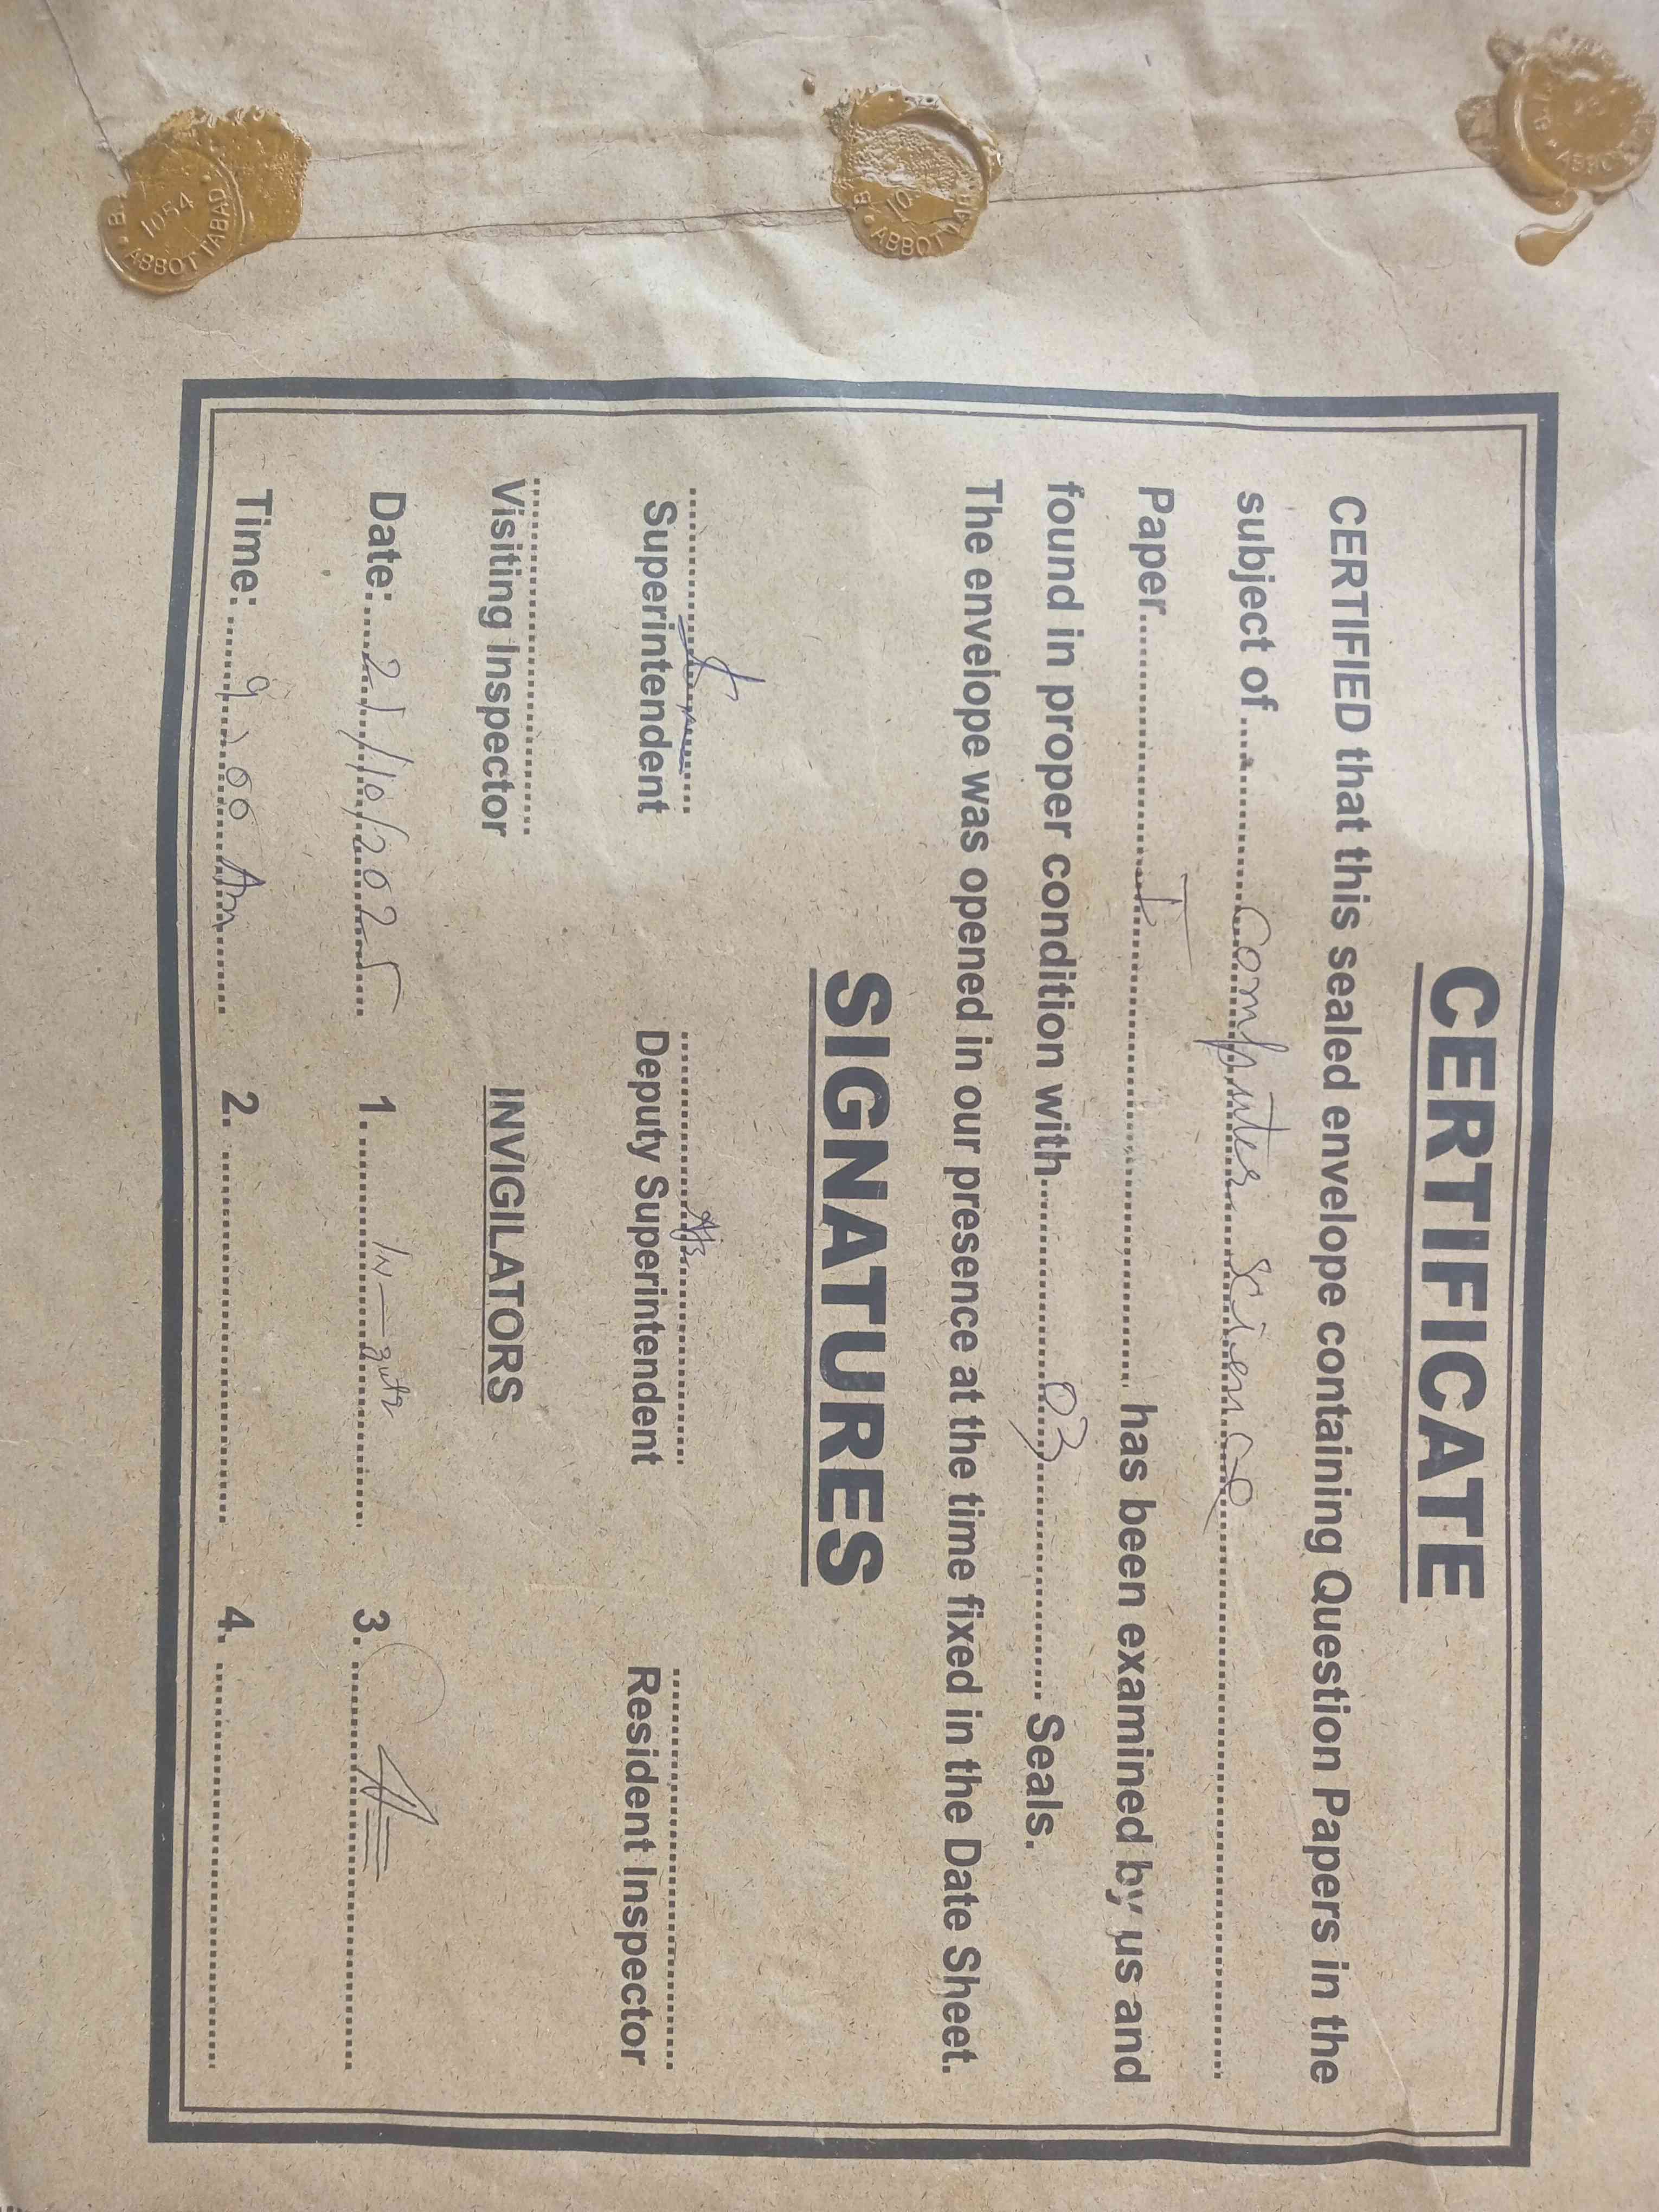 CERTIFICATE
CERTIFIED that this sealed envelope containing Question Papers in the
subject of ............ Computer Science ............
Paper ............ I ............ has been examined by us and
found in proper condition with ............ 03 ............ Seals.
The envelope was opened in our presence at the time fixed in the Date Sheet.
SIGNATURES
Superintendent Deputy Superintendent Resident Inspector
Visiting Inspector INVIGILATORS
Date: 21/10/2025 1. 3.
Time: 9:00 Am 2. 4.
B. 1054 ABBOTTABAD
ABBOTTABAD
ABBO